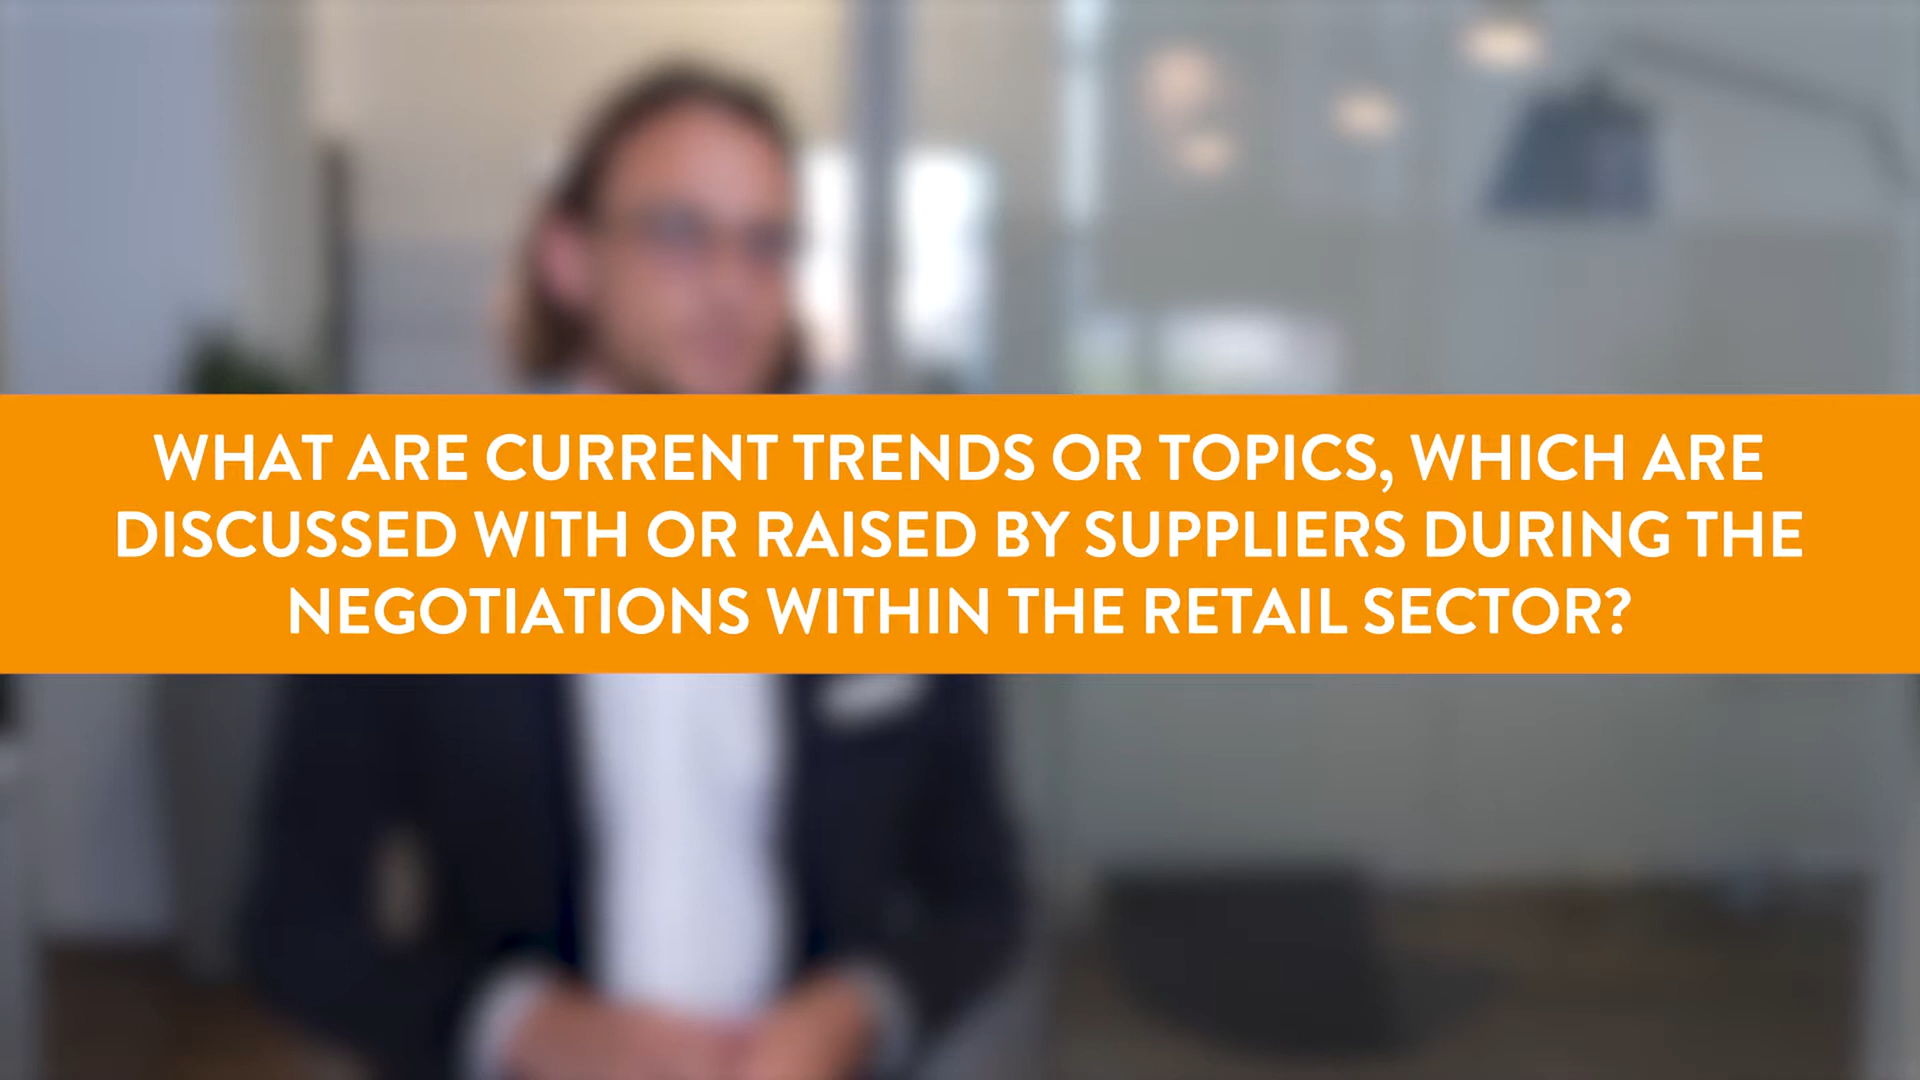 WHAT ARE CURRENT TRENDS OR TOPICS, WHICH ARE
DISCUSSED WITH OR RAISED BY SUPPLIERS DURING THE
NEGOTIATIONS WITHIN THE RETAIL SECTOR?